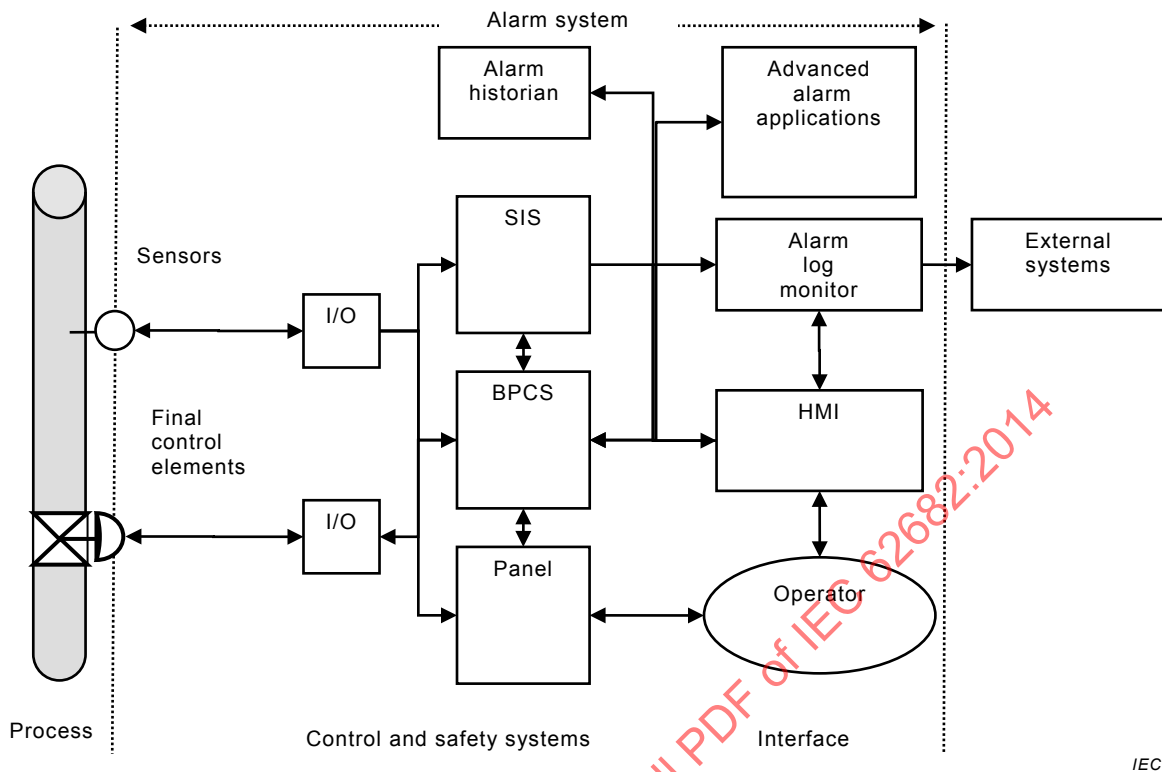 Alarm system
Alarm
historian
Advanced
alarm
applications
SIS
Alarm
log
monitor
External
systems
Sensors
I/O
BPCS
HMI
Final
control
elements
I/O
Panel
Operator
Process
Control and safety systems
Interface
PDF of IEC 62682:2014
IEC